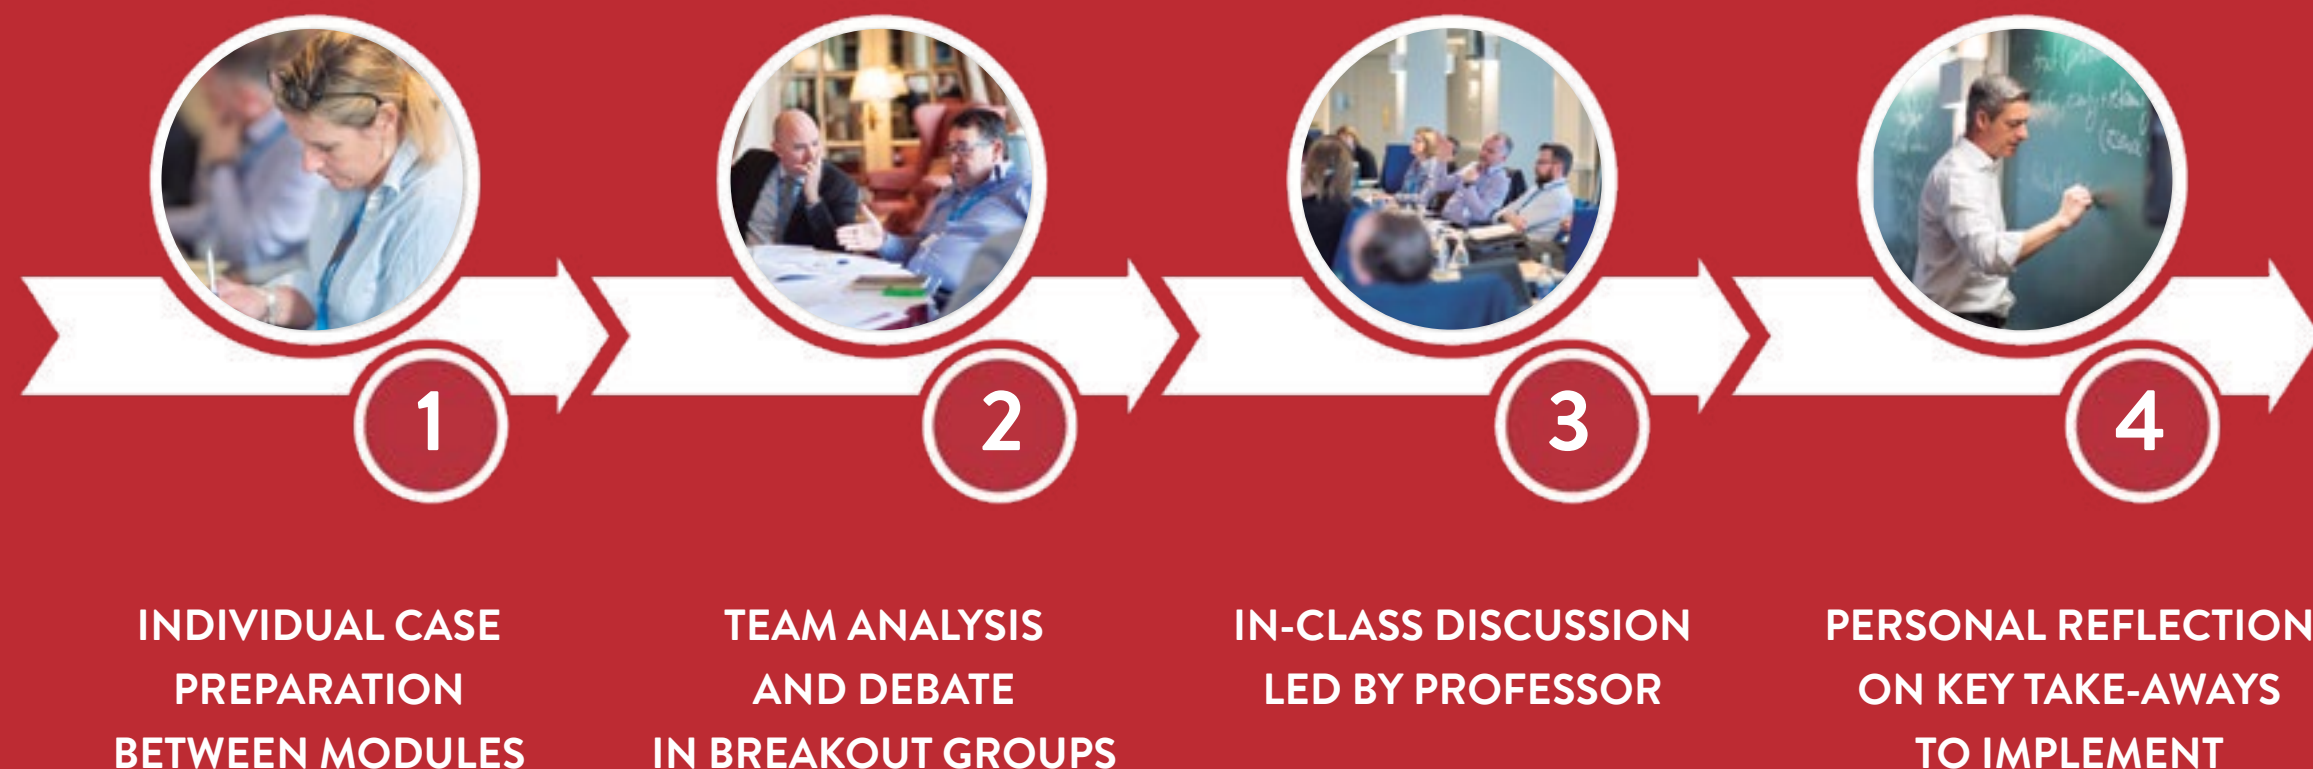 1
2
3
4
INDIVIDUAL CASE
PREPARATION
BETWEEN MODULES
TEAM ANALYSIS
AND DEBATE
IN BREAKOUT GROUPS
IN-CLASS DISCUSSION
LED BY PROFESSOR
PERSONAL REFLECTION
ON KEY TAKE-AWAYS
TO IMPLEMENT